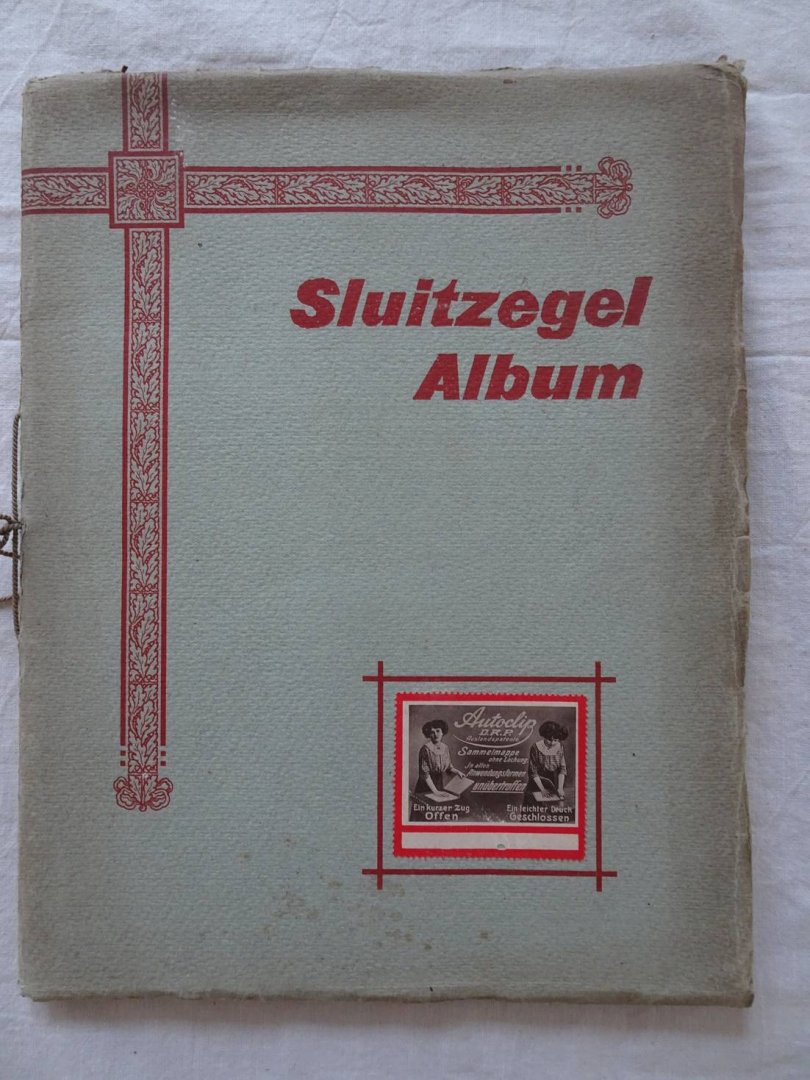 Sluitzegel
Album
Autoclip
D.R.P.
Auslandspatente
Sammelmappe
ohne Lochung
In allen
Anwendungsformen
unübertroffen
Ein kurzer Zug
Offen
Ein leichter Druck
Geschlossen